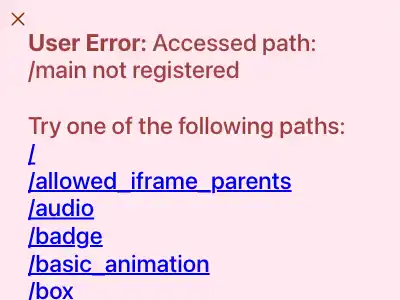 User Error: Accessed path:
/main not registered
Try one of the following paths:
/
/allowed_iframe_parents
/audio
/badge
/basic_animation
/box